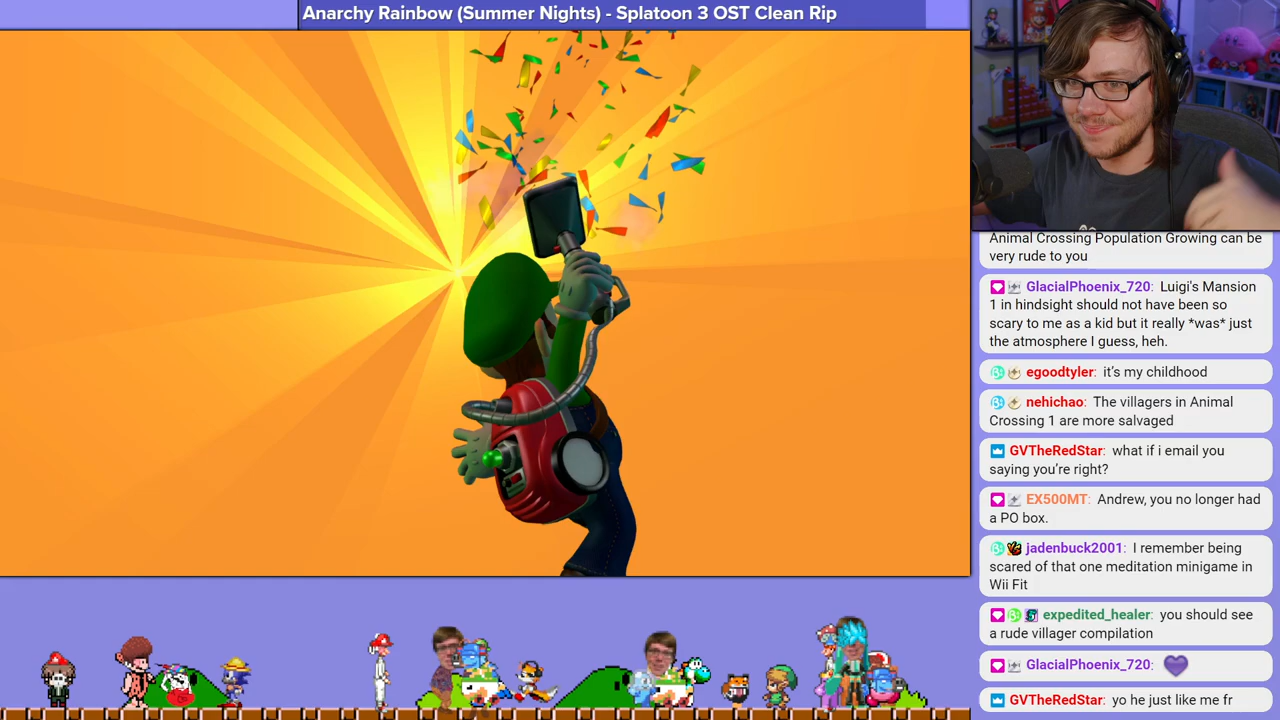 Anarchy Rainbow (Summer Nights) - Splatoon 3 OST Clean Rip
Animal Crossing Population Growing can be
very rude to you
GlacialPhoenix_720: Luigi's Mansion
1 in hindsight should not have been so
scary to me as a kid but it really *was* just
the atmosphere I guess, heh.
egoodtyler: it's my childhood
nehichao: The villagers in Animal
Crossing 1 are more salvaged
GVTheRedStar: what if i email you
saying you're right?
EX500MT: Andrew, you no longer had
a PO box.
jadenbuck2001: I remember being
scared of that one meditation minigame in
Wii Fit
expedited_healer: you should see
a rude villager compilation
GlacialPhoenix_720:
GVTheRedStar: yo he just like me fr